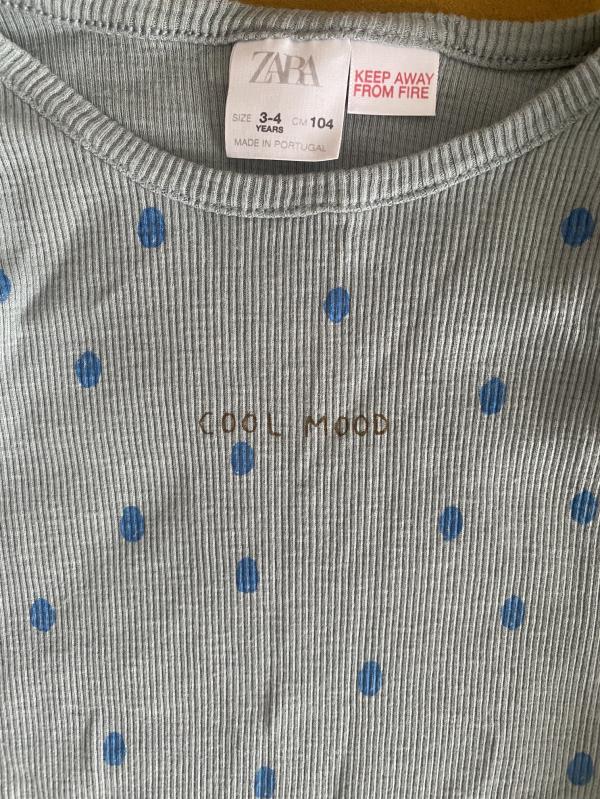 ZARA
SIZE 3-4 YEARS CM 104
MADE IN PORTUGAL
KEEP AWAY
FROM FIRE
COOL MOOD